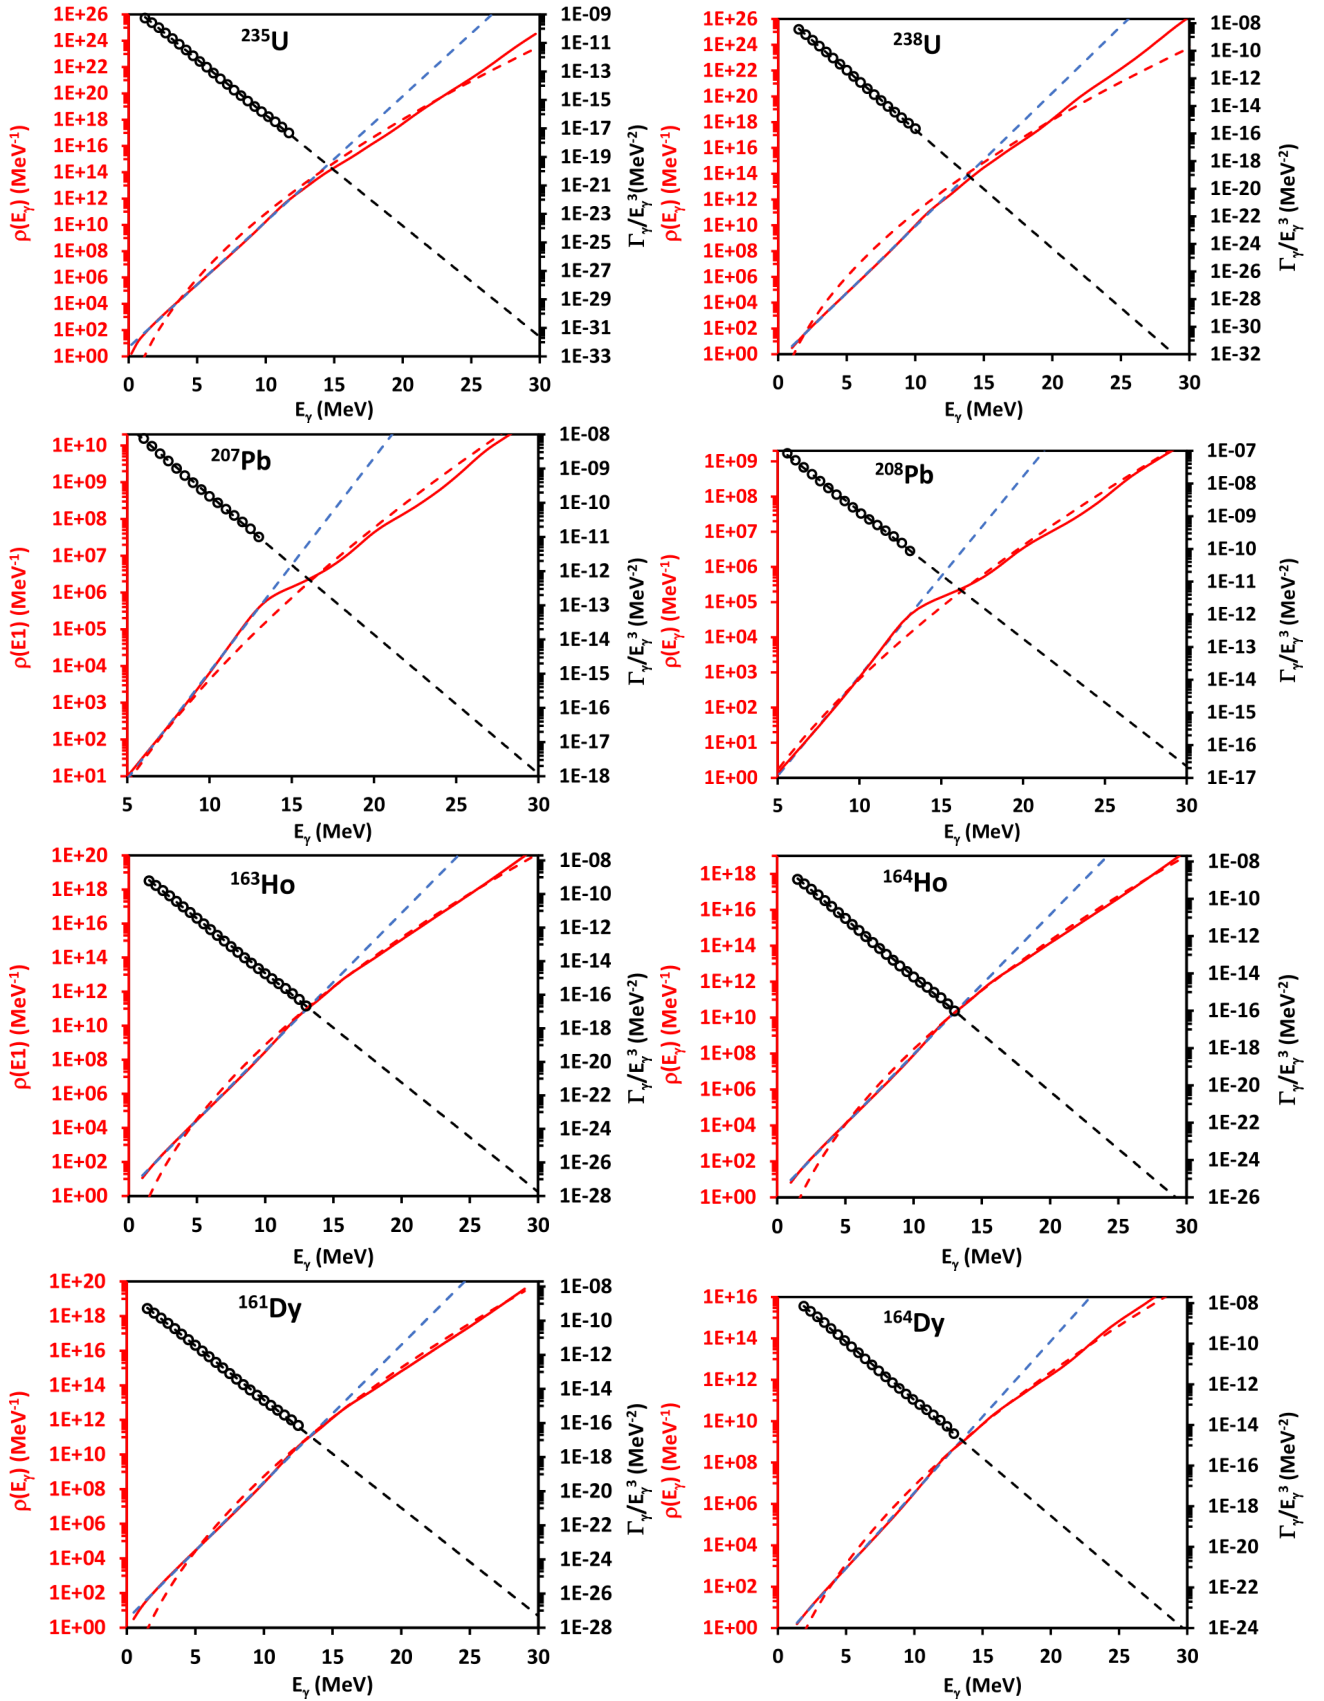 ²³⁵U
ρ(Eᵧ) (MeV⁻¹)
1E+26
1E+24
1E+22
1E+20
1E+18
1E+16
1E+14
1E+12
1E+10
1E+08
1E+06
1E+04
1E+02
1E+00
1E-09
1E-11
1E-13
1E-15
1E-17
1E-19
1E-21
1E-23
1E-25
1E-27
1E-29
1E-31
1E-33
Γᵧ/Eᵧ³(MeV⁻²)
0 5 10 15 20 25 30
Eᵧ (MeV)
²³⁸U
ρ(Eᵧ) (MeV⁻¹)
1E+26
1E+24
1E+22
1E+20
1E+18
1E+16
1E+14
1E+12
1E+10
1E+08
1E+06
1E+04
1E+02
1E+00
1E-08
1E-10
1E-12
1E-14
1E-16
1E-18
1E-20
1E-22
1E-24
1E-26
1E-28
1E-30
1E-32
Γᵧ/Eᵧ³ (MeV⁻²)
0 5 10 15 20 25 30
Eᵧ (MeV)
²⁰⁷Pb
ρ(E1) (MeV⁻¹)
1E+10
1E+09
1E+08
1E+07
1E+06
1E+05
1E+04
1E+03
1E+02
1E+01
1E-08
1E-09
1E-10
1E-11
1E-12
1E-13
1E-14
1E-15
1E-16
1E-17
1E-18
Γᵧ/Eᵧ³ (MeV⁻²)
5 10 15 20 25 30
Eᵧ (MeV)
²⁰⁸Pb
ρ(Eᵧ) (MeV⁻¹)
1E+09
1E+08
1E+07
1E+06
1E+05
1E+04
1E+03
1E+02
1E+01
1E+00
1E-07
1E-08
1E-09
1E-10
1E-11
1E-12
1E-13
1E-14
1E-15
1E-16
1E-17
Γᵧ/Eᵧ³ (MeV⁻²)
5 10 15 20 25 30
Eᵧ (MeV)
¹⁶³Ho
ρ(E1) (MeV⁻¹)
1E+20
1E+18
1E+16
1E+14
1E+12
1E+10
1E+08
1E+06
1E+04
1E+02
1E+00
1E-08
1E-10
1E-12
1E-14
1E-16
1E-18
1E-20
1E-22
1E-24
1E-26
1E-28
Γᵧ/Eᵧ³ (MeV⁻²)
0 5 10 15 20 25 30
Eᵧ (MeV)
¹⁶⁴Ho
ρ(Eᵧ) (MeV⁻¹)
1E+18
1E+16
1E+14
1E+12
1E+10
1E+08
1E+06
1E+04
1E+02
1E+00
1E-08
1E-10
1E-12
1E-14
1E-16
1E-18
1E-20
1E-22
1E-24
1E-26
Γᵧ/Eᵧ³ (MeV⁻²)
0 5 10 15 20 25 30
Eᵧ (MeV)
¹⁶¹Dy
ρ(Eᵧ) (MeV⁻¹)
1E+20
1E+18
1E+16
1E+14
1E+12
1E+10
1E+08
1E+06
1E+04
1E+02
1E+00
1E-08
1E-10
1E-12
1E-14
1E-16
1E-18
1E-20
1E-22
1E-24
1E-26
1E-28
Γᵧ/Eᵧ³ (MeV⁻²)
0 5 10 15 20 25 30
Eᵧ (MeV)
¹⁶⁴Dy
ρ(Eᵧ) (MeV⁻¹)
1E+16
1E+14
1E+12
1E+10
1E+08
1E+06
1E+04
1E+02
1E+00
1E-08
1E-10
1E-12
1E-14
1E-16
1E-18
1E-20
1E-22
1E-24
Γᵧ/Eᵧ³ (MeV⁻²)
0 5 10 15 20 25 30
Eᵧ (MeV)